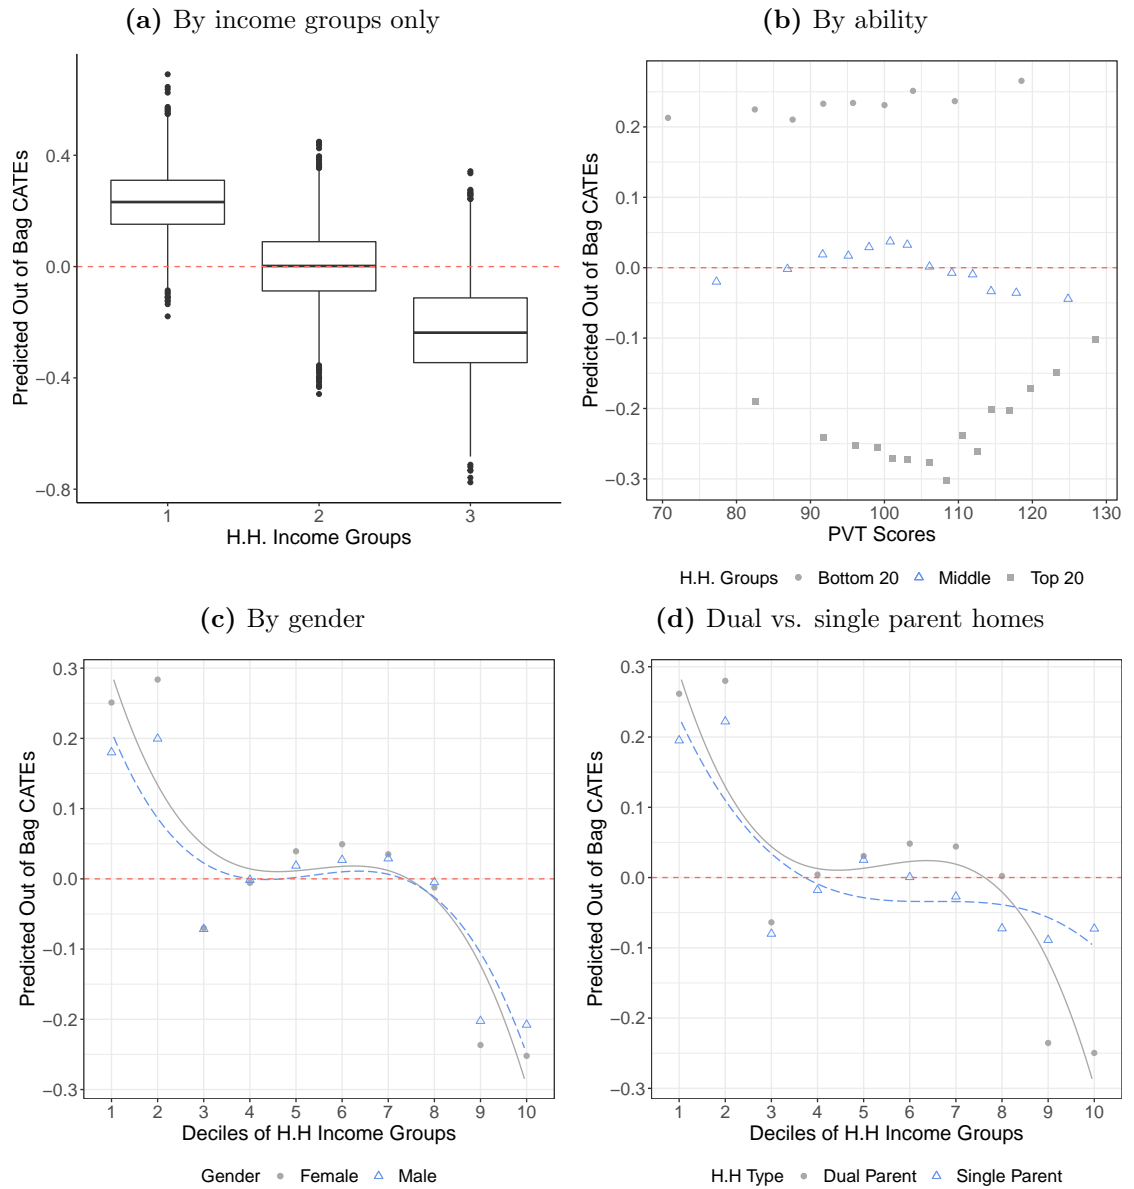 (a) By income groups only
Predicted Out of Bag CATEs
0.4
0.0
−0.4
−0.8
1 2 3
H.H. Income Groups
(b) By ability
Predicted Out of Bag CATEs
0.2
0.1
0.0
−0.1
−0.2
−0.3
70 80 90 100 110 120 130
PVT Scores
H.H. Groups Bottom 20 Middle Top 20
(c) By gender
Predicted Out of Bag CATEs
0.3
0.2
0.1
0.0
−0.1
−0.2
−0.3
1 2 3 4 5 6 7 8 9 10
Deciles of H.H Income Groups
Gender Female Male
(d) Dual vs. single parent homes
Predicted Out of Bag CATEs
0.3
0.2
0.1
0.0
−0.1
−0.2
−0.3
1 2 3 4 5 6 7 8 9 10
Deciles of H.H Income Groups
H.H Type Dual Parent Single Parent